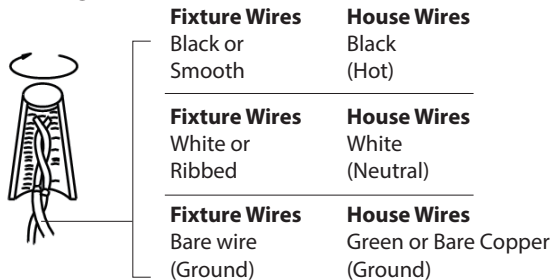 Fixture Wires House Wires
Black or Black
Smooth (Hot)
Fixture Wires House Wires
White or White
Ribbed (Neutral)
Fixture Wires House Wires
Bare wire Green or Bare Copper
(Ground) (Ground)